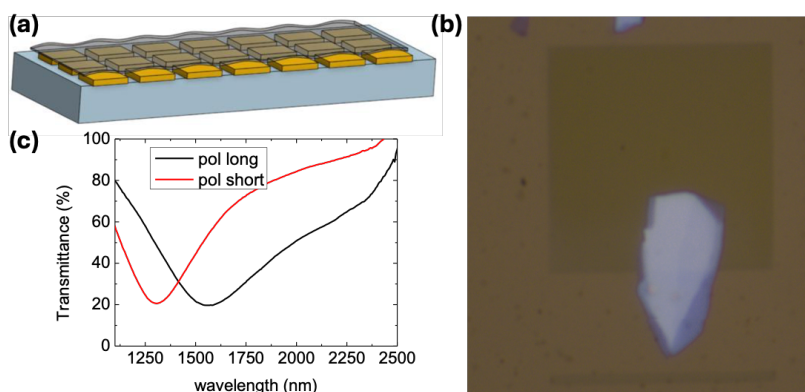 (a)
(b)
(c)
100
80
60
40
20
0
Transmittance (%)
pol long
pol short
1250 1500 1750 2000 2250 2500
wavelength (nm)